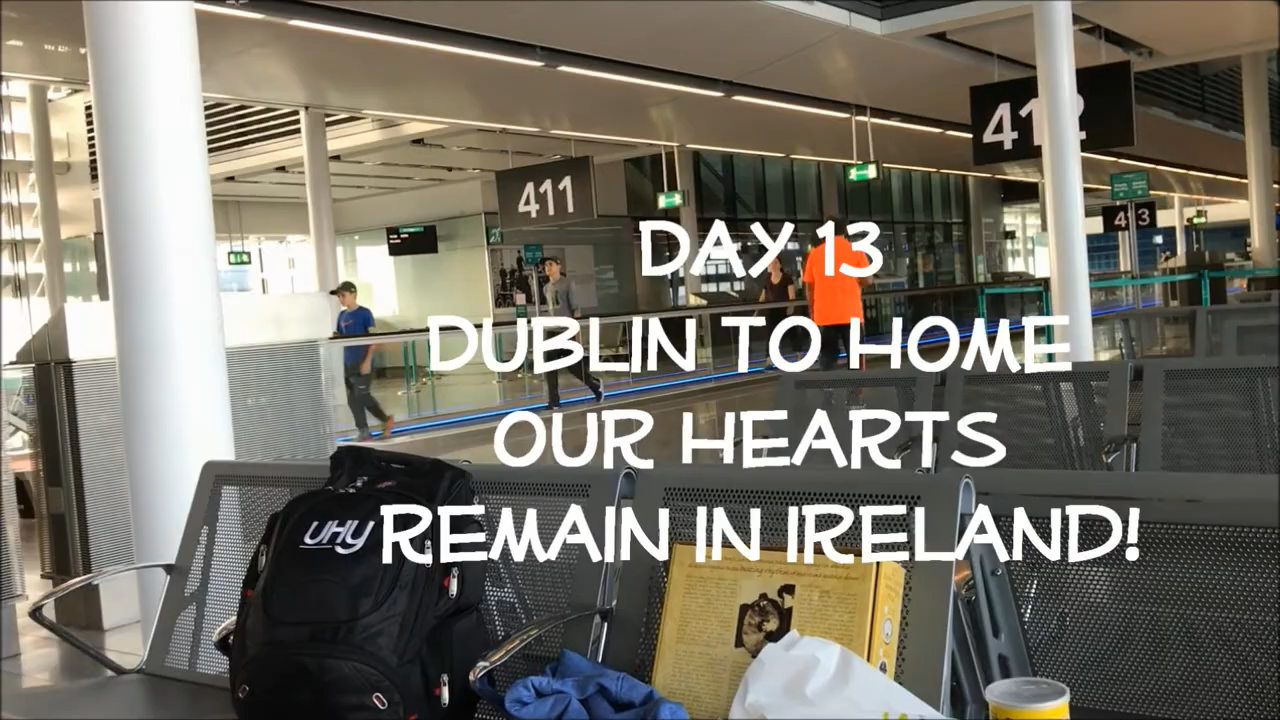 412
411
413
DAY 13
DUBLIN TO HOME
OUR HEARTS
REMAIN IN IRELAND!
UHY